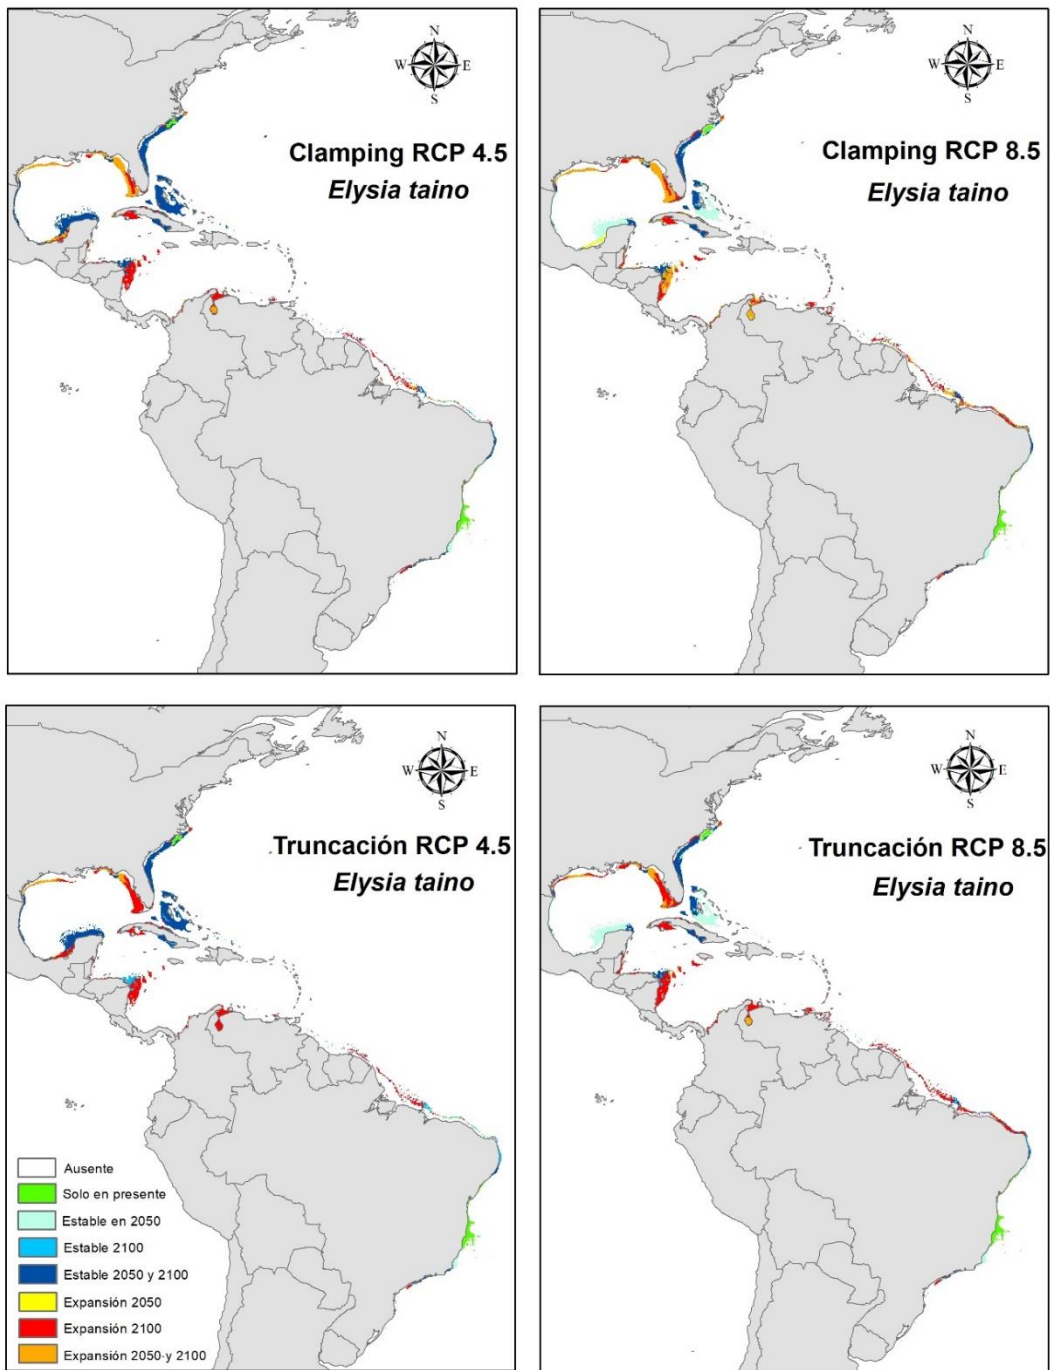 N
W E
S
Clamping RCP 4.5
Elysia taino
N
W E
S
Clamping RCP 8.5
Elysia taino
N
W E
S
Truncación RCP 4.5
Elysia taino
N
W E
S
Truncación RCP 8.5
Elysia taino
Ausente
Solo en presente
Estable en 2050
Estable 2100
Estable 2050 y 2100
Expansión 2050
Expansión 2100
Expansión 2050 y 2100